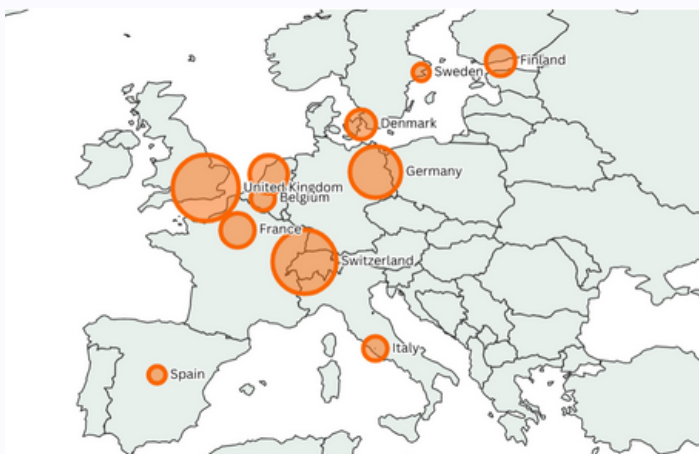 Finland
Sweden
Denmark
Germany
United Kingdom
Belgium
France
Switzerland
Italy
Spain